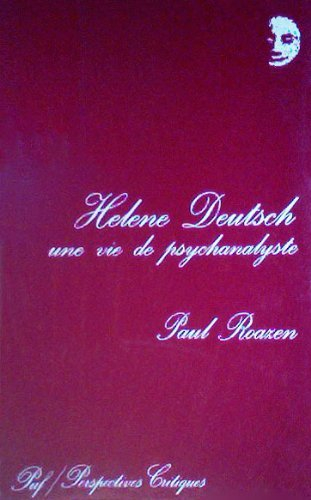 Helene Deutsch
une vie de psychanalyste
Paul Roazen
Puf/Perspectives Critiques